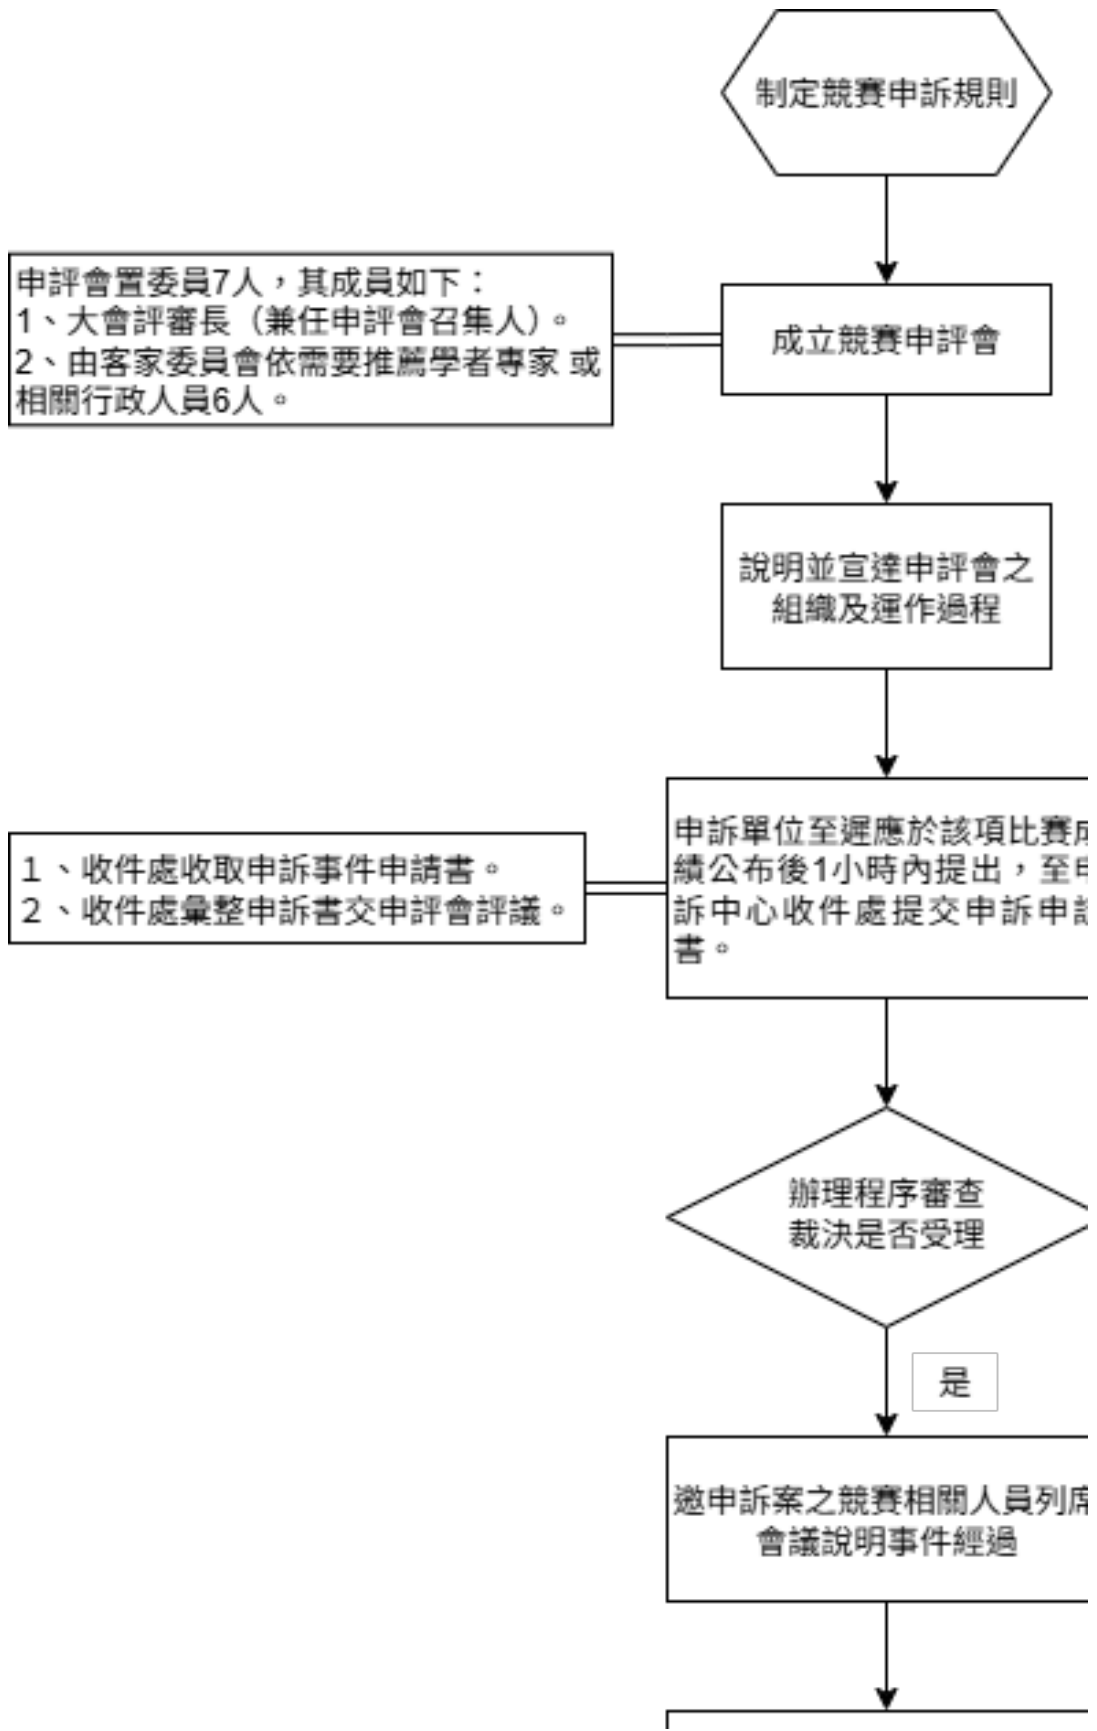 制定競賽申訴規則
申評會置委員7人，其成員如下：
1、大會評審長（兼任申評會召集人）。
2、由客家委員會依需要推薦學者專家 或
相關行政人員6人。
成立競賽申評會
說明並宣達申評會之
組織及運作過程
1、收件處收取申訴事件申請書。
2、收件處彙整申訴書交申評會評議。
申訴單位至遲應於該項比賽成
績公布後1小時內提出，至申
訴中心收件處提交申訴申請
書。
辦理程序審查
裁決是否受理
是
邀申訴案之競賽相關人員列席
會議說明事件經過